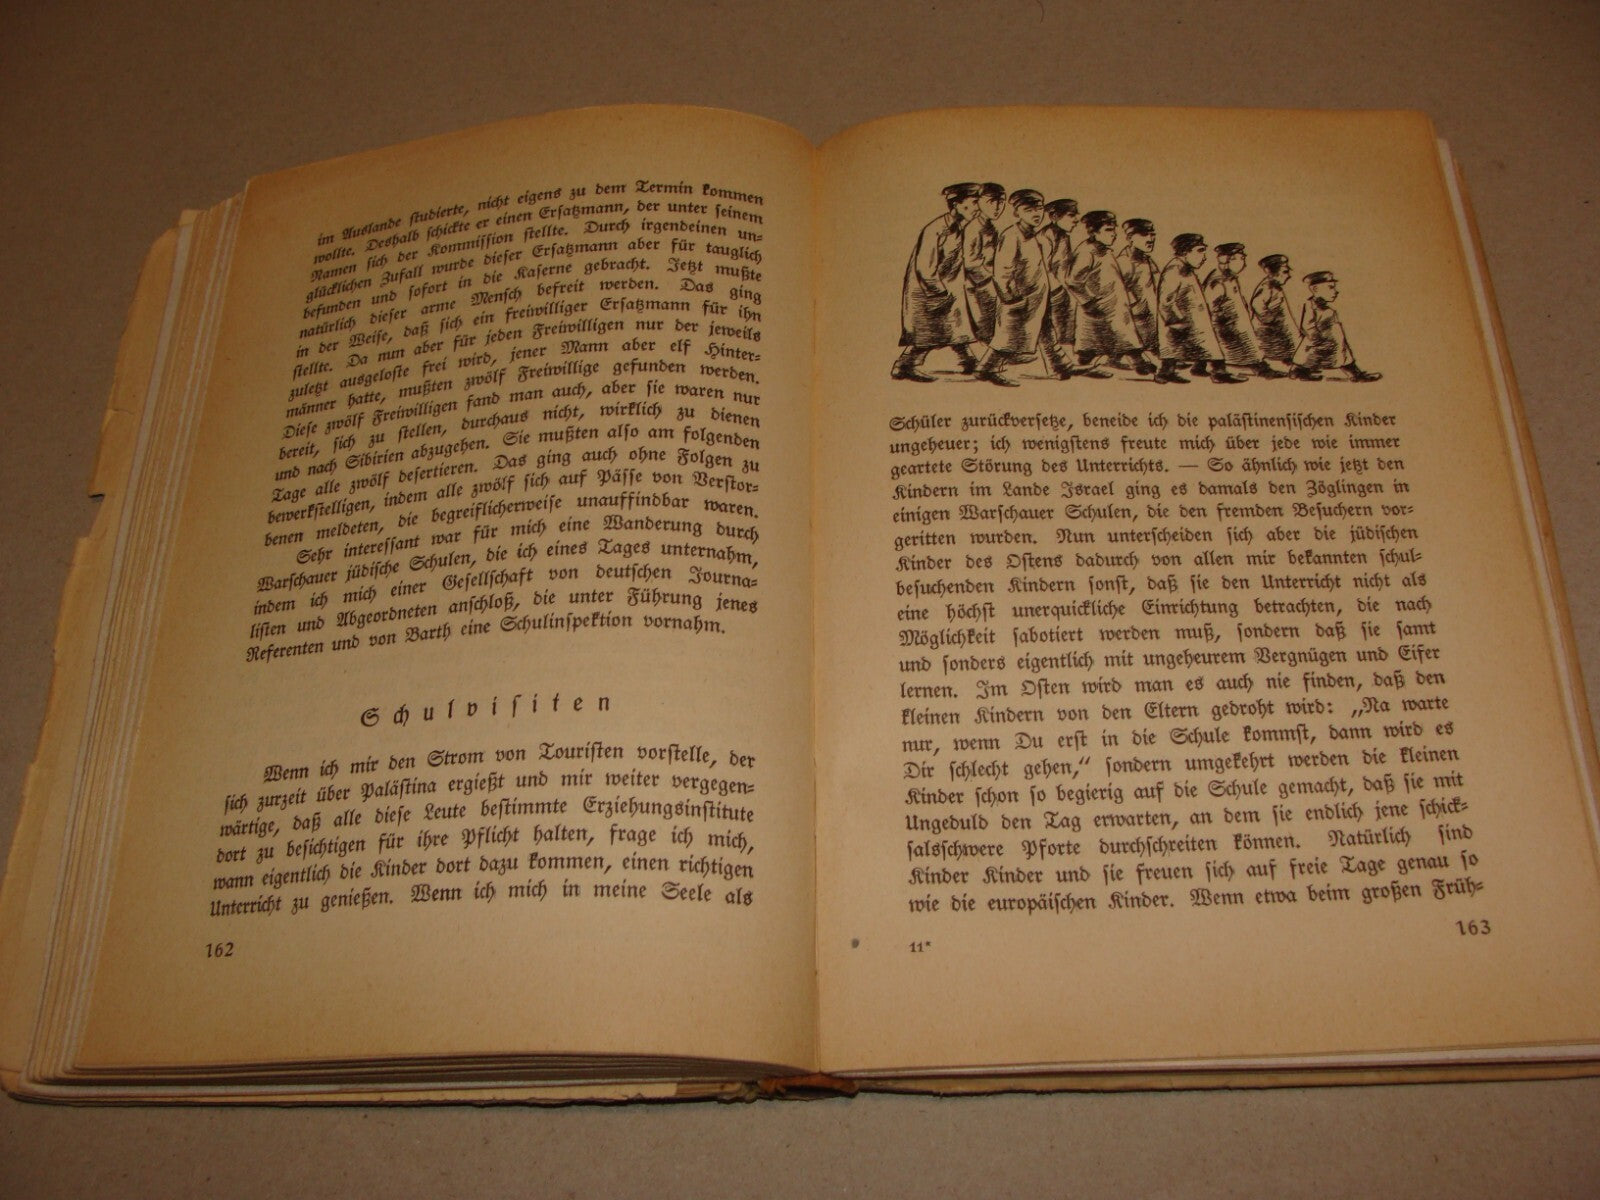 im Auslande studierte, nicht eigens zu dem Termin kommen
wollte. Deshalb schickte er einen Ersatzmann, der unter seinem
Namen sich der Kommission stellte. Durch irgendeinen un-
glücklichen Zufall wurde dieser Ersatzmann aber für tauglich
befunden und sofort in die Kaserne gebracht. Jetzt mußte
natürlich dieser arme Mensch befreit werden. Das ging
in der Weise, daß sich ein freiwilliger Ersatzmann für ihn
stellte. Da nun aber für jeden Freiwilligen nur der jeweils
zuletzt ausgeloste frei wird, jener Mann aber elf Hinter-
männer hatte, mußten zwölf Freiwillige gefunden werden.
Diese zwölf Freiwilligen fand man auch, aber sie waren nur
bereit, sich zu stellen, durchaus nicht, wirklich zu dienen
und nach Sibirien abzugehen. Sie mußten also am folgenden
Tage alle zwölf desertieren. Das ging auch ohne Folgen zu
bewerkstelligen, indem alle zwölf sich auf Pässe von Verstor-
benen meldeten, die begreiflicherweise unauffindbar waren.
Sehr interessant war für mich eine Wanderung durch
Warschauer jüdische Schulen, die ich eines Tages unternahm,
indem ich mich einer Gesellschaft von deutschen Journa-
listen und Abgeordneten anschloß, die unter Führung jenes
Referenten und von Barth eine Schulinspektion vornahm.
Schulvisiten
Wenn ich mir den Strom von Touristen vorstelle, der
sich zurzeit über Palästina ergießt und mir weiter vergegen-
wärtige, daß alle diese Leute bestimmte Erziehungsinstitute
dort zu besichtigen für ihre Pflicht halten, frage ich mich,
wann eigentlich die Kinder dort dazu kommen, einen richtigen
Unterricht zu genießen. Wenn ich mich in meine Seele als
162
Schüler zurückversetze, beneide ich die palästinensischen Kinder
ungeheuer; ich wenigstens freute mich über jede wie immer
geartete Störung des Unterrichts. — So ähnlich wie jetzt den
Kindern im Lande Israel ging es damals den Zöglingen in
einigen Warschauer Schulen, die den fremden Besuchern vor-
geritten wurden. Nun unterscheiden sich aber die jüdischen
Kinder des Ostens dadurch von allen mir bekannten schul-
besuchenden Kindern sonst, daß sie den Unterricht nicht als
eine höchst unerquickliche Einrichtung betrachten, die nach
Möglichkeit sabotiert werden muß, sondern daß sie samt
und sonders eigentlich mit ungeheurem Vergnügen und Eifer
lernen. Im Osten wird man es auch nie finden, daß den
kleinen Kindern von den Eltern gedroht wird: „Na warte
nur, wenn Du erst in die Schule kommst, dann wird es
Dir schlecht gehen,“ sondern umgekehrt werden die kleinen
Kinder schon so begierig auf die Schule gemacht, daß sie mit
Ungeduld den Tag erwarten, an dem sie endlich jene schick-
salsschwere Pforte durchschreiten können. Natürlich sind
Kinder Kinder und sie freuen sich auf freie Tage genau so
wie die europäischen Kinder. Wenn etwa beim großen Früh-
11*
163